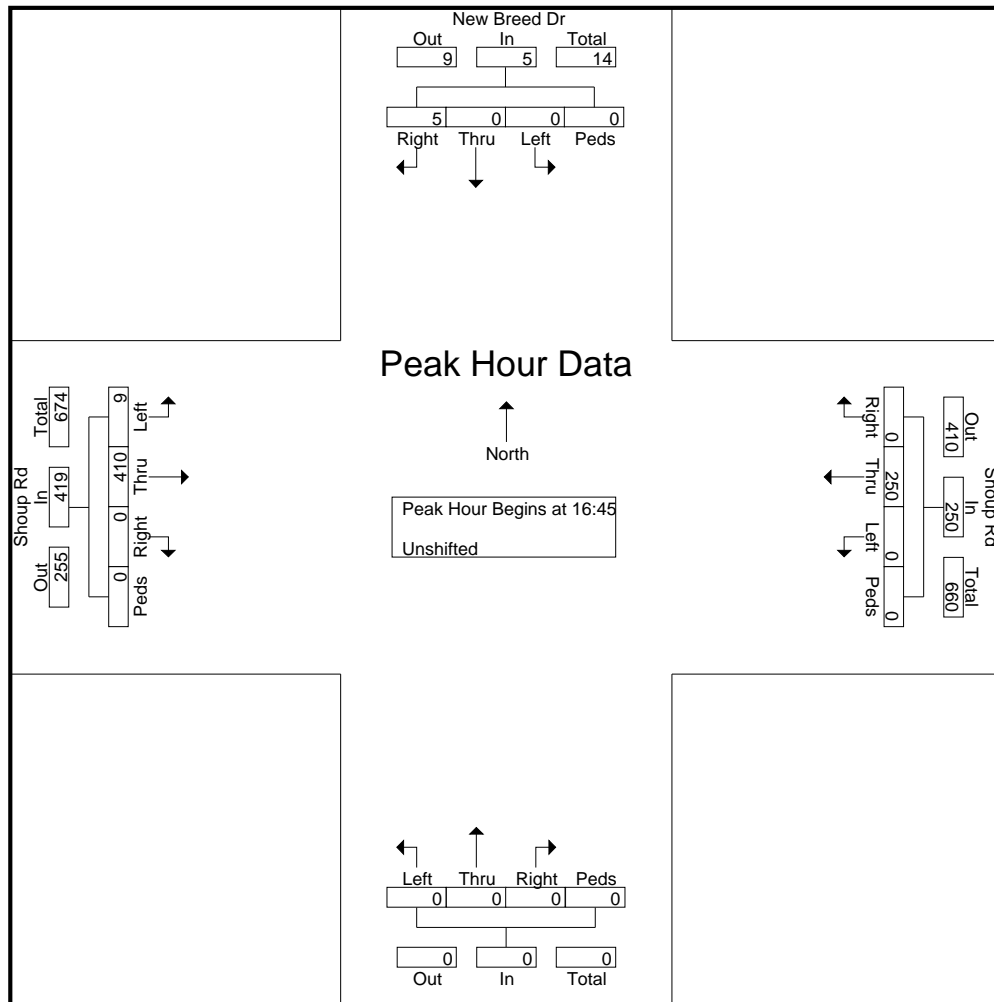 New Breed Dr
Out In Total
9 5 14
5 0 0 0
Right Thru Left Peds
Peak Hour Data
North
Peak Hour Begins at 16:45
Unshifted
Shoup Rd
Out In Total
255 419 674
9 410 0 0
Left Thru Right Peds
Shoup Rd
Out In Total
410 250 660
0 250 0 0
Right Thru Left Peds
Left Thru Right Peds
0 0 0 0
0 0 0
Out In Total